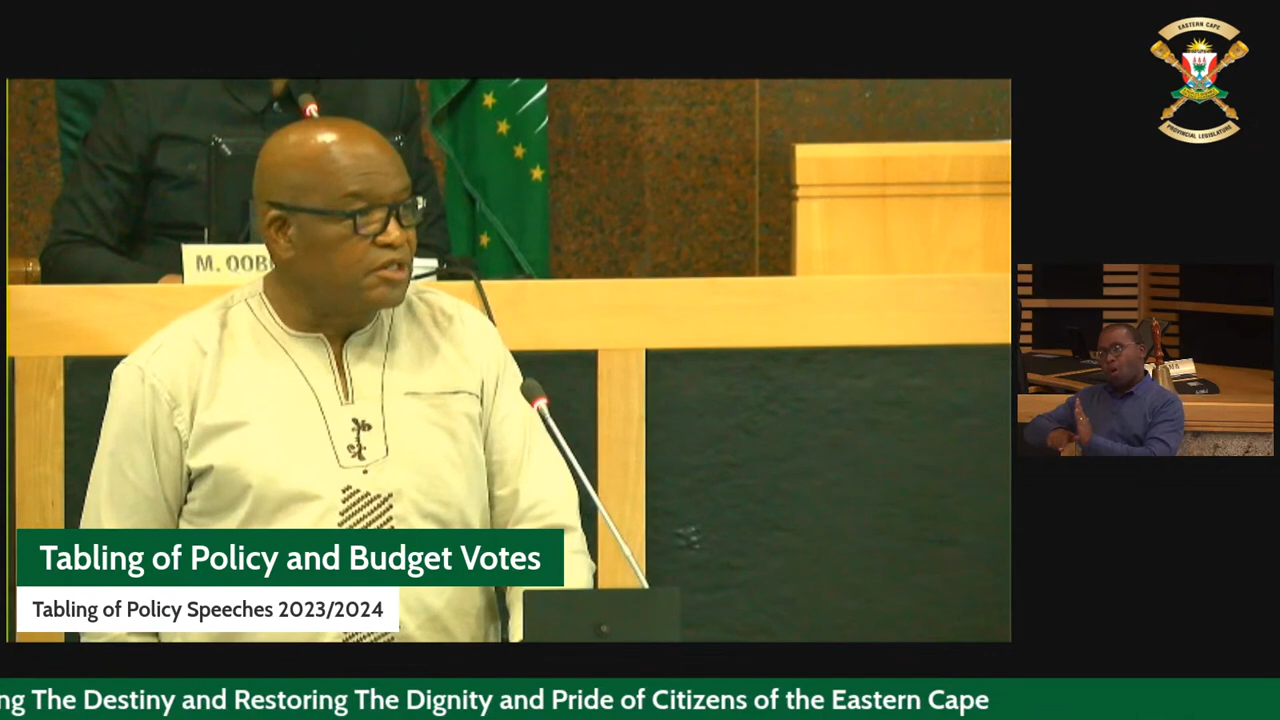 EASTERN CAPE
PROVINCIAL LEGISLATURE
M. QOB
Tabling of Policy and Budget Votes
Tabling of Policy Speeches 2023/2024
ng The Destiny and Restoring The Dignity and Pride of Citizens of the Eastern Cape